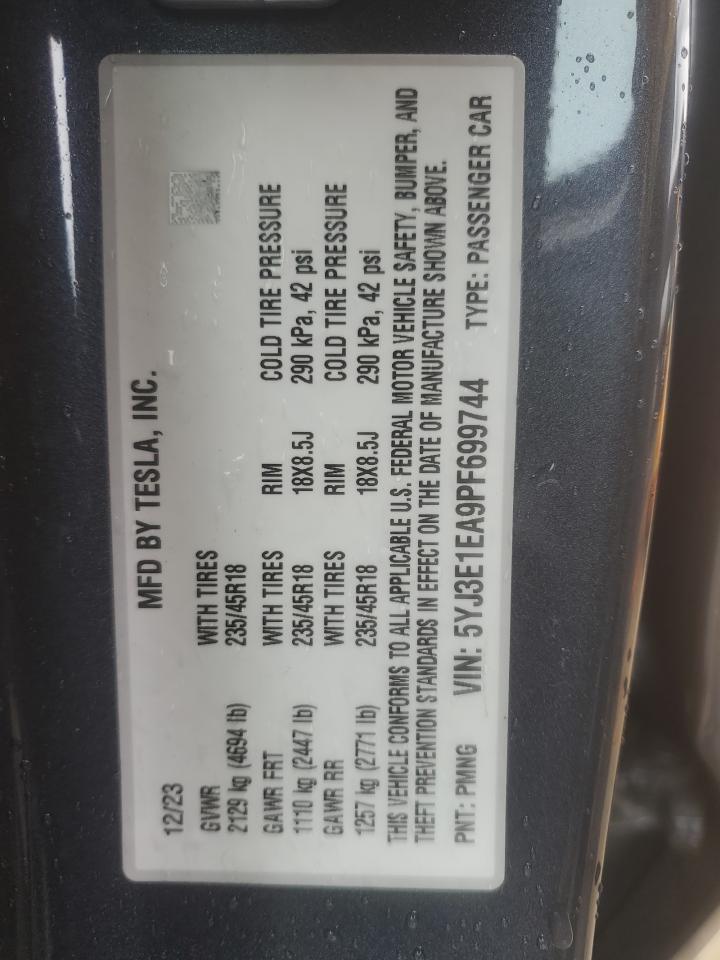 MFD BY TESLA, INC.
12/23
GVWR WITH TIRES
2129 kg (4694 lb) 235/45R18
GAWR FRT WITH TIRES RIM COLD TIRE PRESSURE
1110 kg (2447 lb) 235/45R18 18X8.5J 290 kPa, 42 psi
GAWR RR WITH TIRES RIM COLD TIRE PRESSURE
1257 kg (2771 lb) 235/45R18 18X8.5J 290 kPa, 42 psi
THIS VEHICLE CONFORMS TO ALL APPLICABLE U.S. FEDERAL MOTOR VEHICLE SAFETY, BUMPER, AND
THEFT PREVENTION STANDARDS IN EFFECT ON THE DATE OF MANUFACTURE SHOWN ABOVE.
PNT: PMNG VIN: 5YJ3E1EA9PF699744 TYPE: PASSENGER CAR